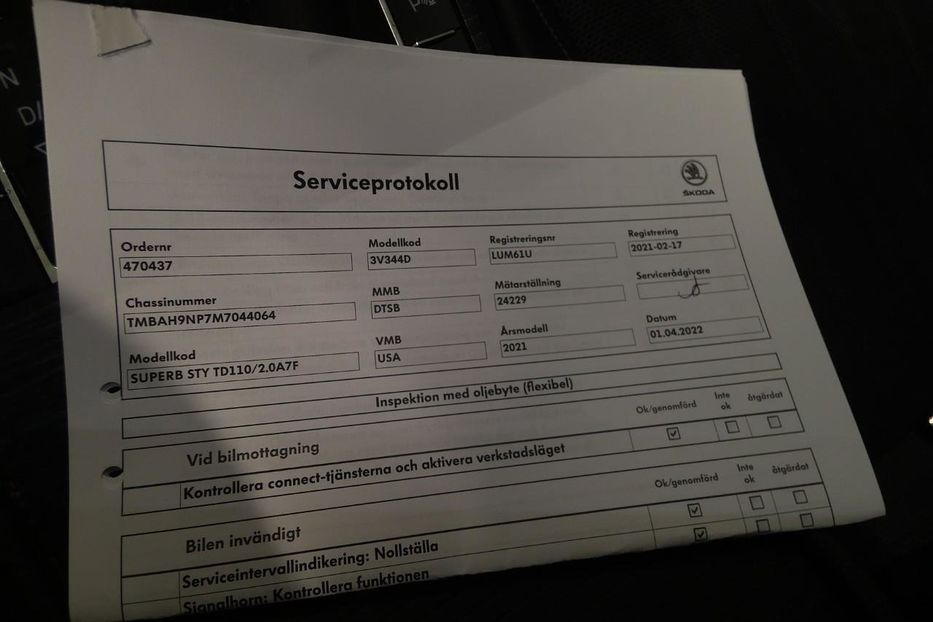 Serviceprotokoll
ŠKODA
Ordernr Modellkod Registreringsnr Registrering
470437 3V344D LUM61U 2021-02-17
Chassinummer MMB Mätarställning Servicerådgivare
TMBAH9NP7M7044064 DTSB 24229
Modellkod VMB Årsmodell Datum
SUPERB STY TD110/2.0A7F USA 2021 01.04.2022
Inspektion med oljebyte (flexibel)
Vid bilmottagning Ok/genomförd Inte ok åtgärdat
Kontrollera connect-tjänsterna och aktivera verkstadsläget
Bilen invändigt Ok/genomförd Inte ok åtgärdat
Serviceintervallindikering: Nollställa
Signalhorn: Kontrollera funktionen